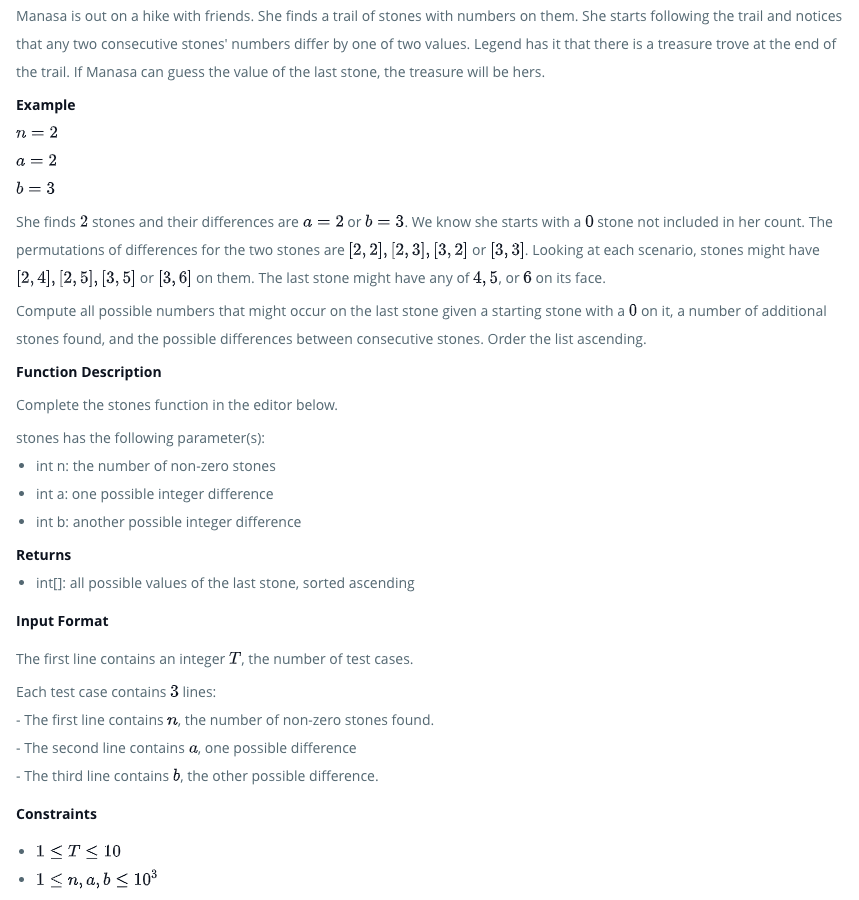 Manasa is out on a hike with friends. She finds a trail of stones with numbers on them. She starts following the trail and notices
that any two consecutive stones' numbers differ by one of two values. Legend has it that there is a treasure trove at the end of
the trail. If Manasa can guess the value of the last stone, the treasure will be hers.
Example
n = 2
a = 2
b = 3
She finds 2 stones and their differences are a = 2 or b = 3. We know she starts with a 0 stone not included in her count. The
permutations of differences for the two stones are [2, 2], [2, 3], [3, 2] or [3, 3]. Looking at each scenario, stones might have
[2, 4], [2, 5], [3, 5] or [3, 6] on them. The last stone might have any of 4, 5, or 6 on its face.
Compute all possible numbers that might occur on the last stone given a starting stone with a 0 on it, a number of additional
stones found, and the possible differences between consecutive stones. Order the list ascending.
Function Description
Complete the stones function in the editor below.
stones has the following parameter(s):
• int n: the number of non-zero stones
• int a: one possible integer difference
• int b: another possible integer difference
Returns
• int[]: all possible values of the last stone, sorted ascending
Input Format
The first line contains an integer T, the number of test cases.
Each test case contains 3 lines:
- The first line contains n, the number of non-zero stones found.
- The second line contains a, one possible difference
- The third line contains b, the other possible difference.
Constraints
• 1 ≤ T ≤ 10
• 1 ≤ n, a, b ≤ 10³